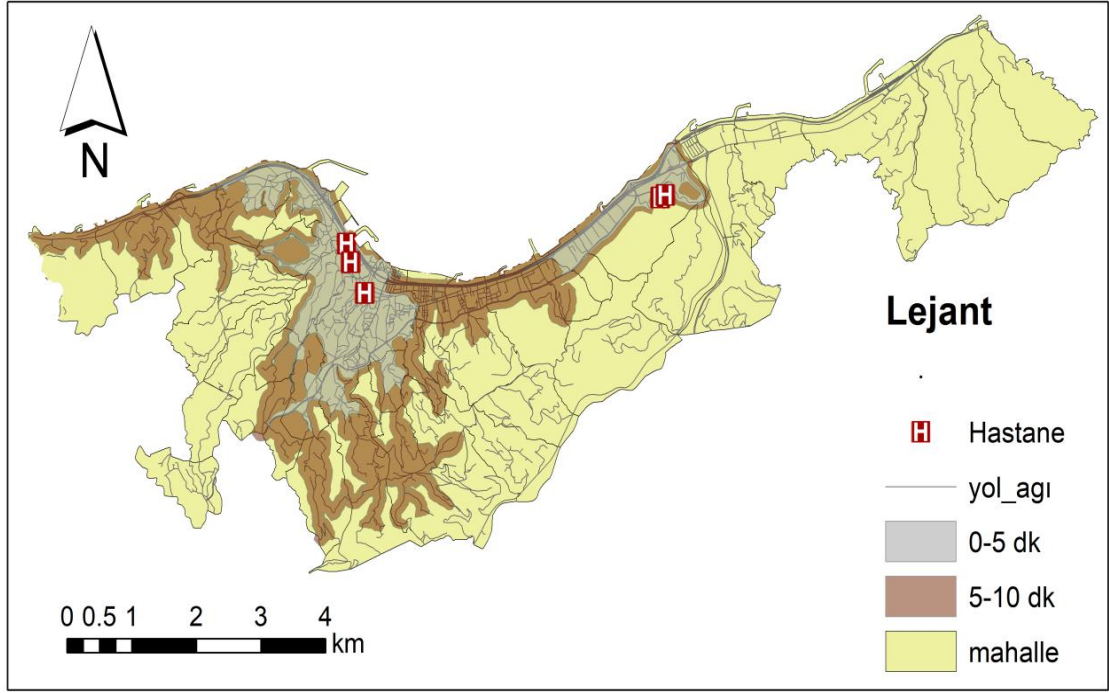 N
H
H
H
H
H
Lejant
H Hastane
yol_agı
0-5 dk
5-10 dk
mahalle
0 0.5 1 2 3 4
km